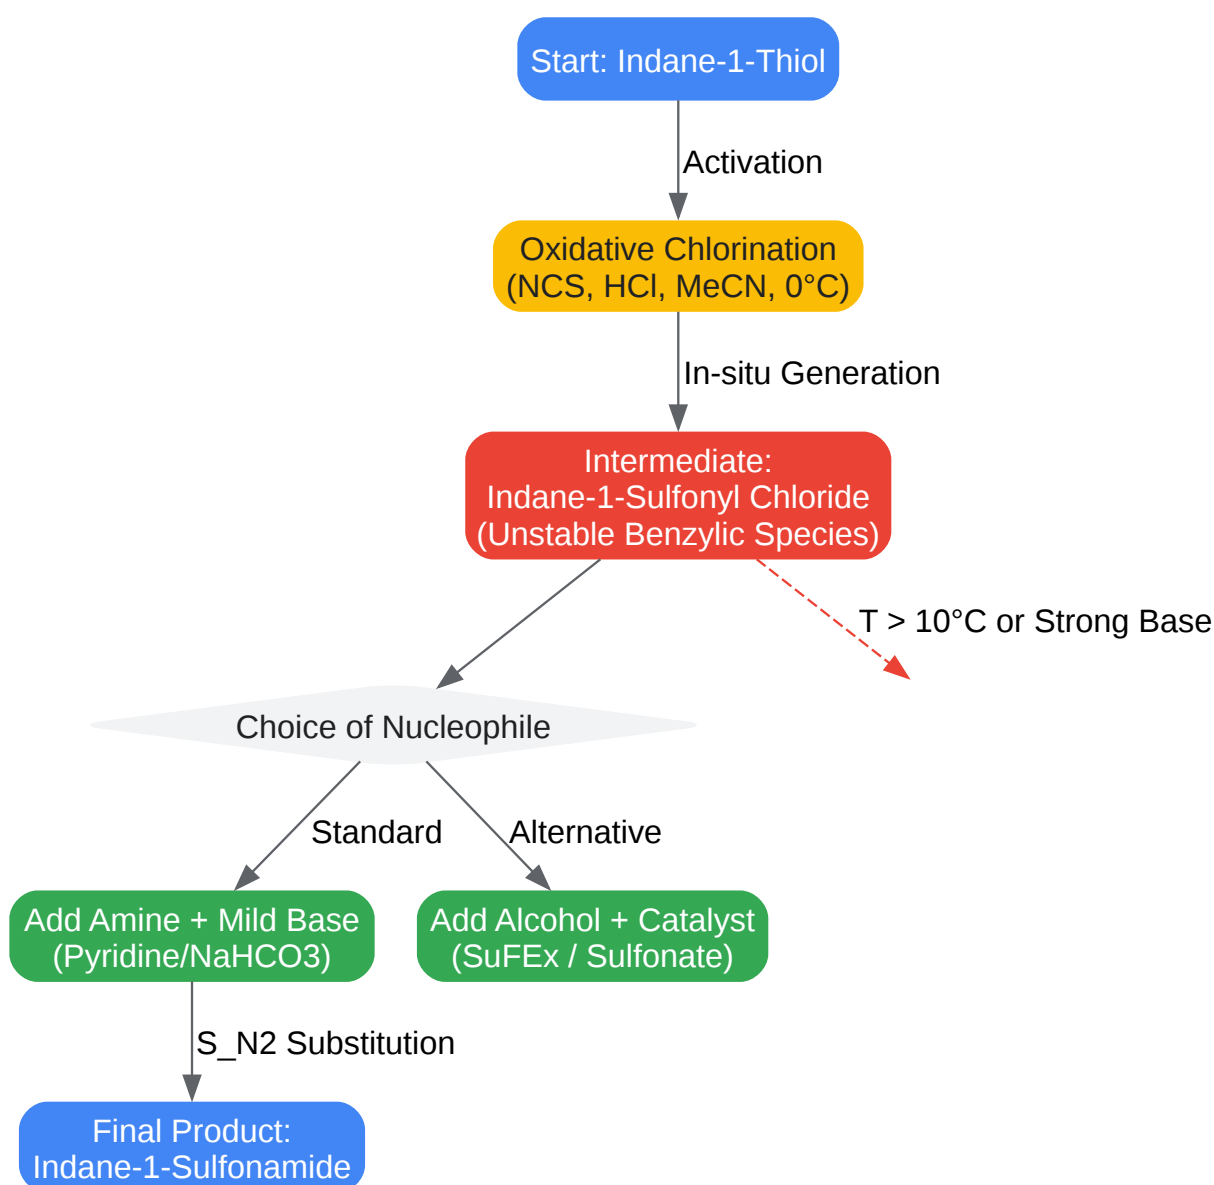 Start: Indane-1-Thiol
Activation
Oxidative Chlorination
(NCS, HCl, MeCN, 0°C)
In-situ Generation
Intermediate:
Indane-1-Sulfonyl Chloride
(Unstable Benzylic Species)
T > 10°C or Strong Base
Choice of Nucleophile
Standard
Alternative
Add Amine + Mild Base
(Pyridine/NaHCO3)
Add Alcohol + Catalyst
(SuFEx / Sulfonate)
S_N2 Substitution
Final Product:
Indane-1-Sulfonamide